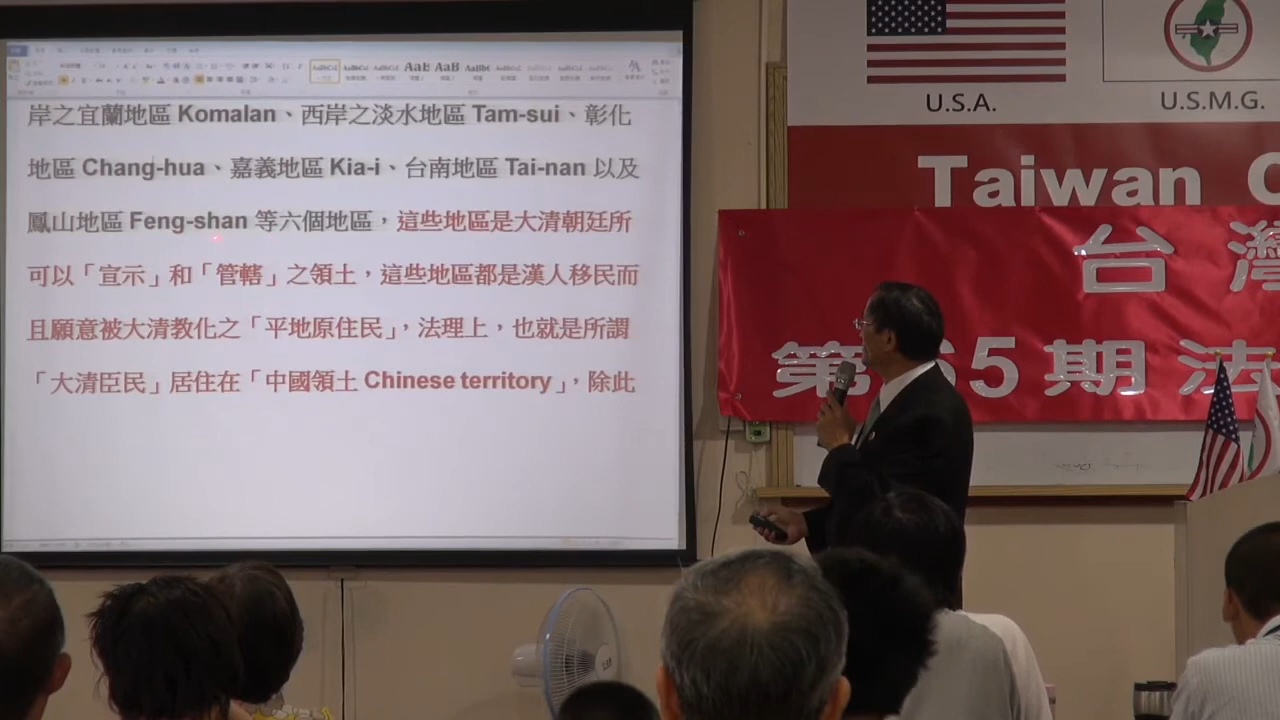 岸之宜蘭地區 Komalan、西岸之淡水地區 Tam-sui、彰化
地區 Chang-hua、嘉義地區 Kia-i、台南地區 Tai-nan 以及
鳳山地區 Feng-shan 等六個地區，這些地區是大清朝廷所
可以「宣示」和「管轄」之領土，這些地區都是漢人移民而
且願意被大清教化之「平地原住民」，法理上，也就是所謂
「大清臣民」居住在「中國領土 Chinese territory」，除此
U.S.A.
U.S.M.G.
Taiwan C
台灣
第65期法